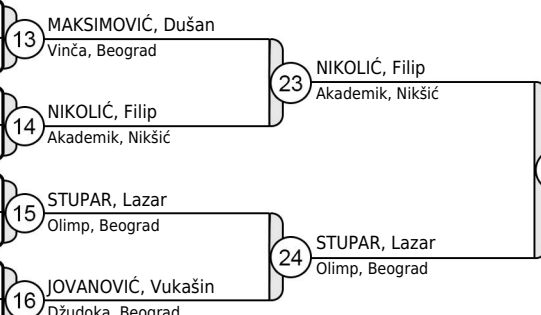 13
MAKSIMOVIĆ, Dušan
Vinča, Beograd
23
NIKOLIĆ, Filip
Akademik, Nikšić
14
NIKOLIĆ, Filip
Akademik, Nikšić
15
STUPAR, Lazar
Olimp, Beograd
24
STUPAR, Lazar
Olimp, Beograd
16
JOVANOVIĆ, Vukašin
Džudoka, Beograd